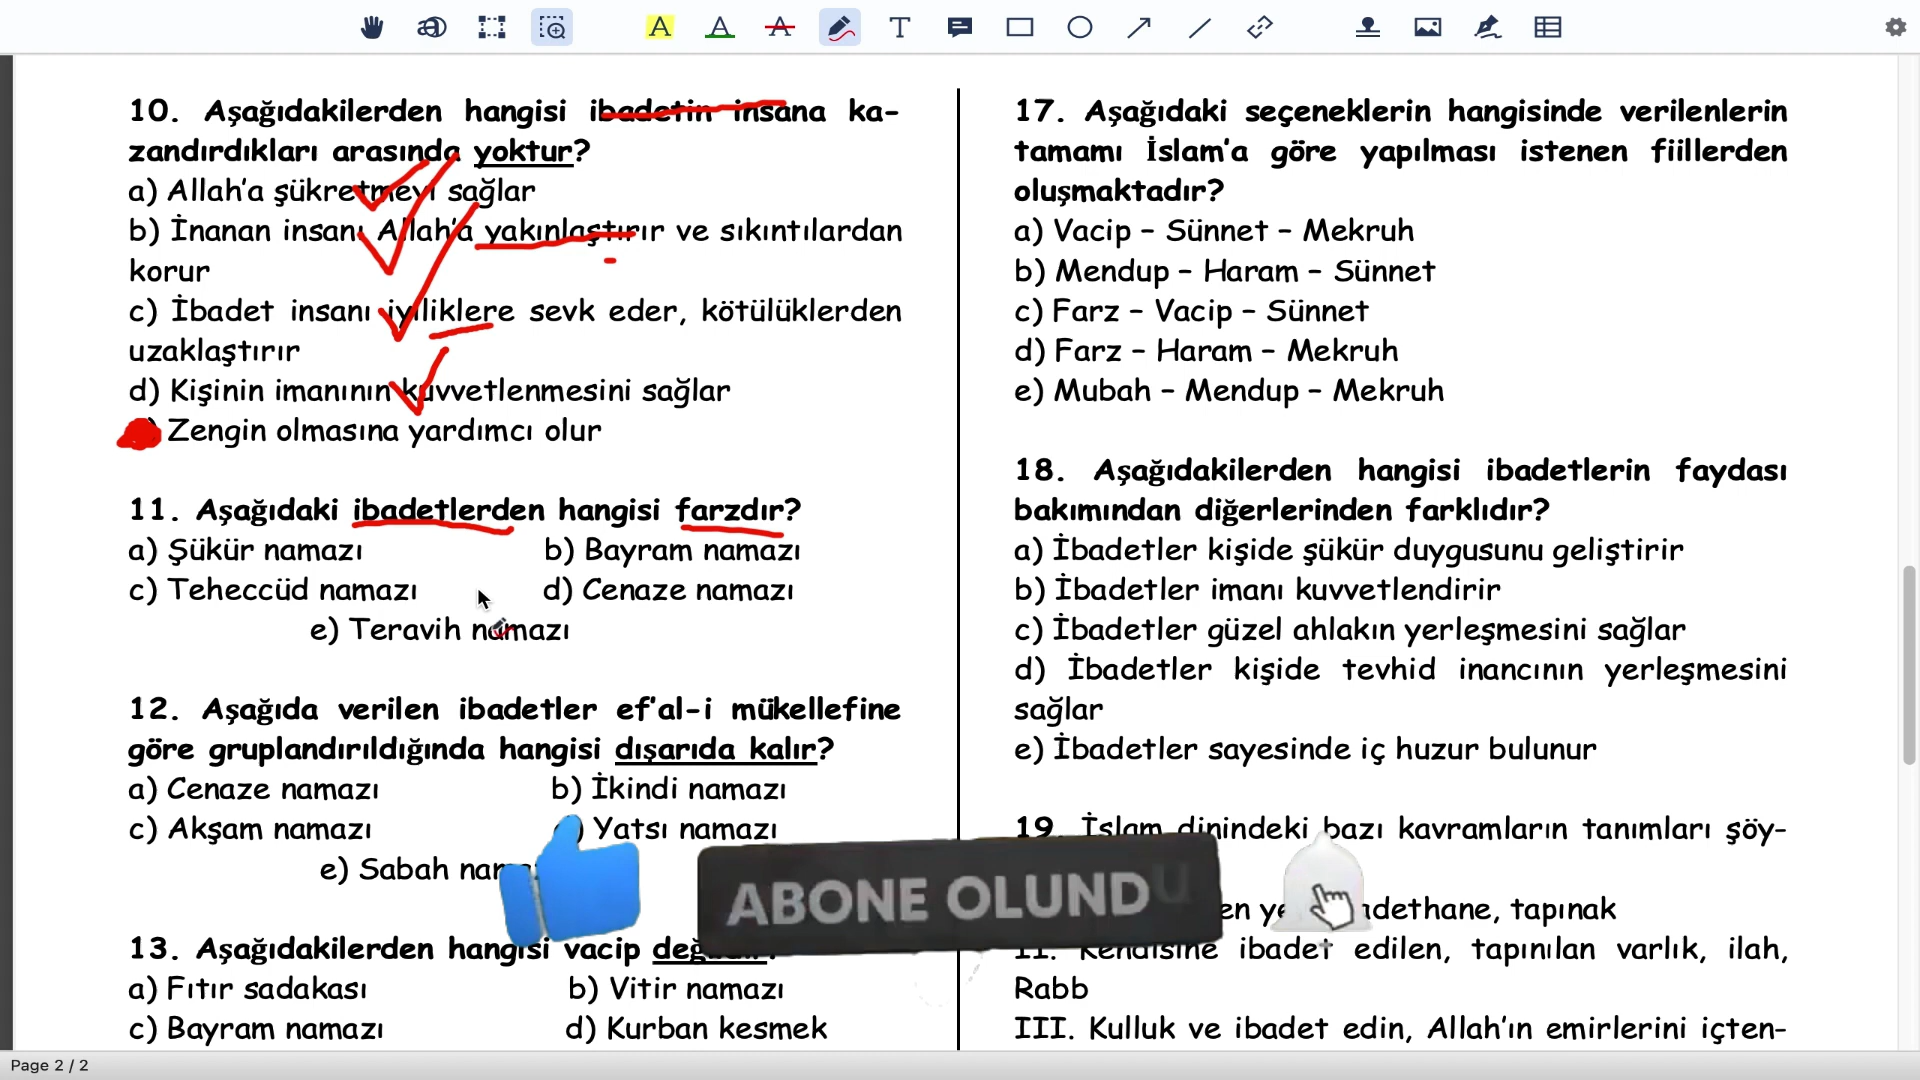 10. Aşağıdakilerden hangisi ibadetin insana ka-
zandırdıkları arasında yoktur?
a) Allah'a şükretmeyi sağlar
b) İnanan insanı Allah'a yakınlaştırır ve sıkıntılardan
korur
c) İbadet insanı iyiliklere sevk eder, kötülüklerden
uzaklaştırır
d) Kişinin imanının kuvvetlenmesini sağlar
) Zengin olmasına yardımcı olur
11. Aşağıdaki ibadetlerden hangisi farzdır?
a) Şükür namazı b) Bayram namazı
c) Teheccüd namazı d) Cenaze namazı
e) Teravih namazı
12. Aşağıda verilen ibadetler ef'al-i mükellefine
göre gruplandırıldığında hangisi dışarıda kalır?
a) Cenaze namazı b) İkindi namazı
c) Akşam namazı ) Yatsı namazı
e) Sabah
13. Aşağıdakilerden hangisi vacip
a) Fıtır sadakası b) Vitir namazı
c) Bayram namazı d) Kurban kesmek
17. Aşağıdaki seçeneklerin hangisinde verilenlerin
tamamı İslam'a göre yapılması istenen fiillerden
oluşmaktadır?
a) Vacip – Sünnet – Mekruh
b) Mendup – Haram – Sünnet
c) Farz – Vacip – Sünnet
d) Farz – Haram – Mekruh
e) Mubah – Mendup – Mekruh
18. Aşağıdakilerden hangisi ibadetlerin faydası
bakımından diğerlerinden farklıdır?
a) İbadetler kişide şükür duygusunu geliştirir
b) İbadetler imanı kuvvetlendirir
c) İbadetler güzel ahlakın yerleşmesini sağlar
d) İbadetler kişide tevhid inancının yerleşmesini
sağlar
e) İbadetler sayesinde iç huzur bulunur
19. İslam dinindeki bazı kavramların tanımları şöy-
tapınak
II. Kendisine ibadet edilen, tapınılan varlık, ilah,
Rabb
III. Kulluk ve ibadet edin, Allah'ın emirlerini içten-
ABONE OLUNDU
Page 2 / 2